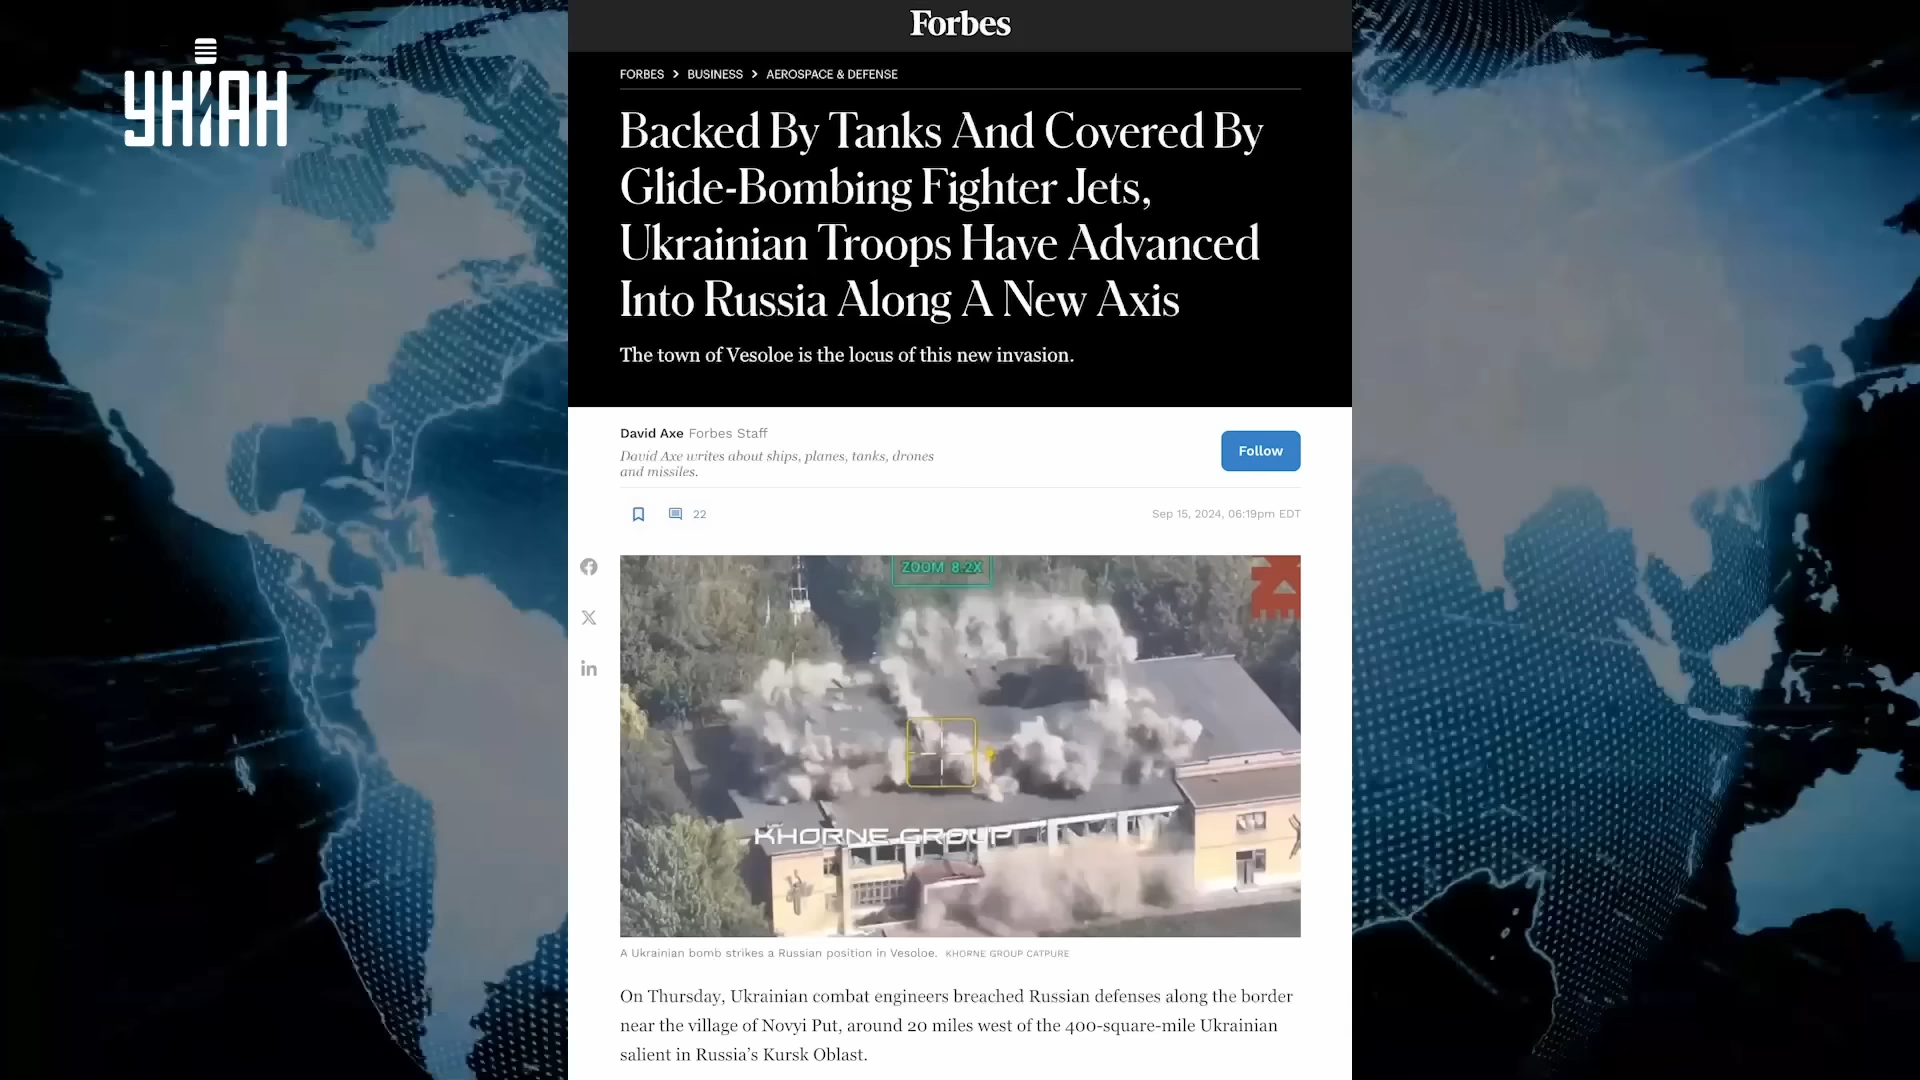 УНІАН
Forbes
FORBES > BUSINESS > AEROSPACE & DEFENSE
Backed By Tanks And Covered By
Glide-Bombing Fighter Jets,
Ukrainian Troops Have Advanced
Into Russia Along A New Axis
The town of Vesoloe is the locus of this new invasion.
David Axe Forbes Staff
David Axe writes about ships, planes, tanks, drones
and missiles.
Follow
22
Sep 15, 2024, 06:19pm EDT
ZOOM 8.2X
KHORNE GROUP
A Ukrainian bomb strikes a Russian position in Vesoloe. KHORNE GROUP CATPURE
On Thursday, Ukrainian combat engineers breached Russian defenses along the border
near the village of Novyi Put, around 20 miles west of the 400-square-mile Ukrainian
salient in Russia’s Kursk Oblast.